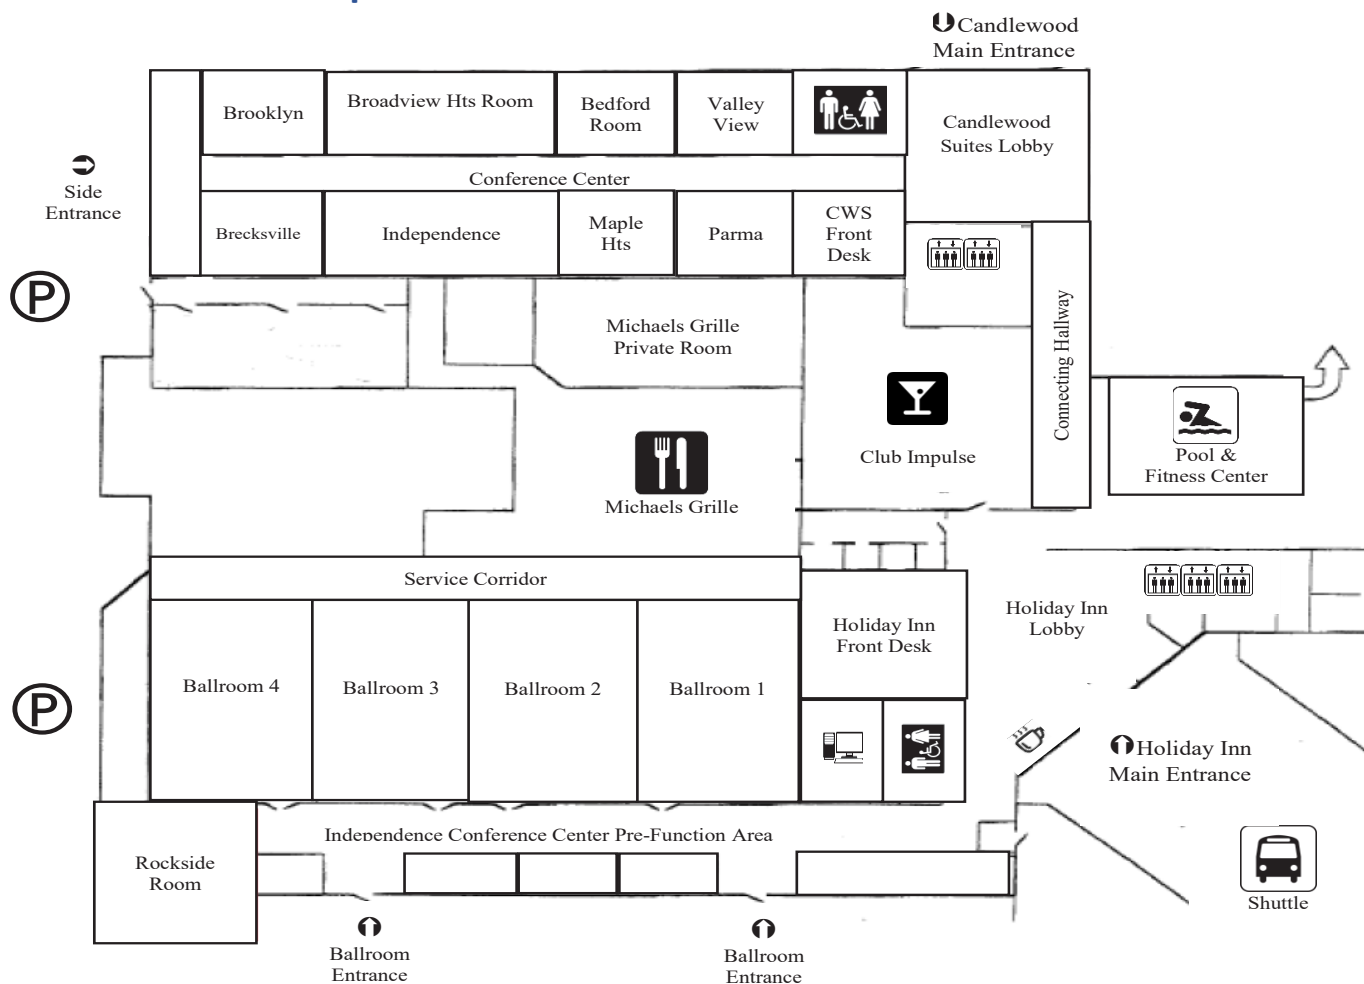 Candlewood
Main Entrance
Brooklyn
Broadview Hts Room
Bedford
Room
Valley
View
Candlewood
Suites Lobby
Side
Entrance
Conference Center
Brecksville
Independence
Maple
Hts
Parma
CWS
Front
Desk
P
Michaels Grille
Private Room
Connecting Hallway
Club Impulse
Pool &
Fitness Center
Michaels Grille
Service Corridor
Holiday Inn
Front Desk
Holiday Inn
Lobby
Ballroom 4
Ballroom 3
Ballroom 2
Ballroom 1
P
Holiday Inn
Main Entrance
Independence Conference Center Pre-Function Area
Rockside
Room
Shuttle
Ballroom
Entrance
Ballroom
Entrance